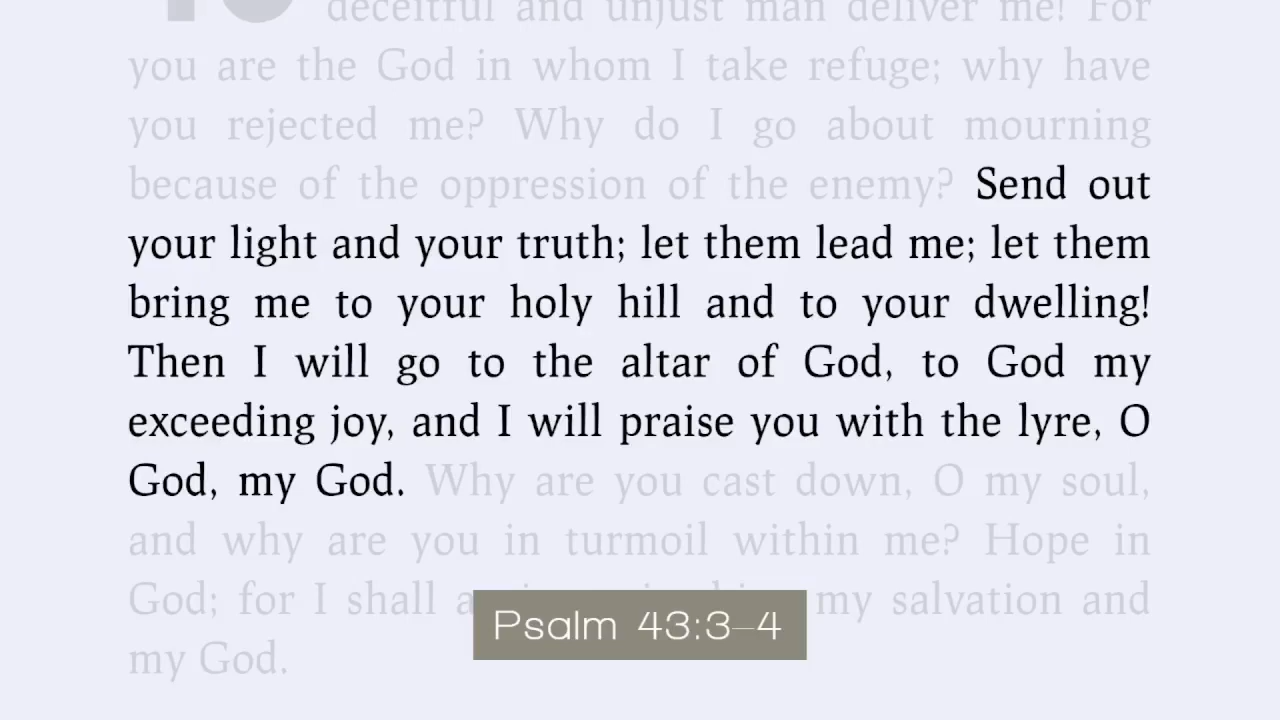 deceitful and unjust man deliver me! For
you are the God in whom I take refuge; why have
you rejected me? Why do I go about mourning
because of the oppression of the enemy? Send out
your light and your truth; let them lead me; let them
bring me to your holy hill and to your dwelling!
Then I will go to the altar of God, to God my
exceeding joy, and I will praise you with the lyre, O
God, my God. Why are you cast down, O my soul,
and why are you in turmoil within me? Hope in
God; for I shall my salvation and
my God.
Psalm 43:3–4